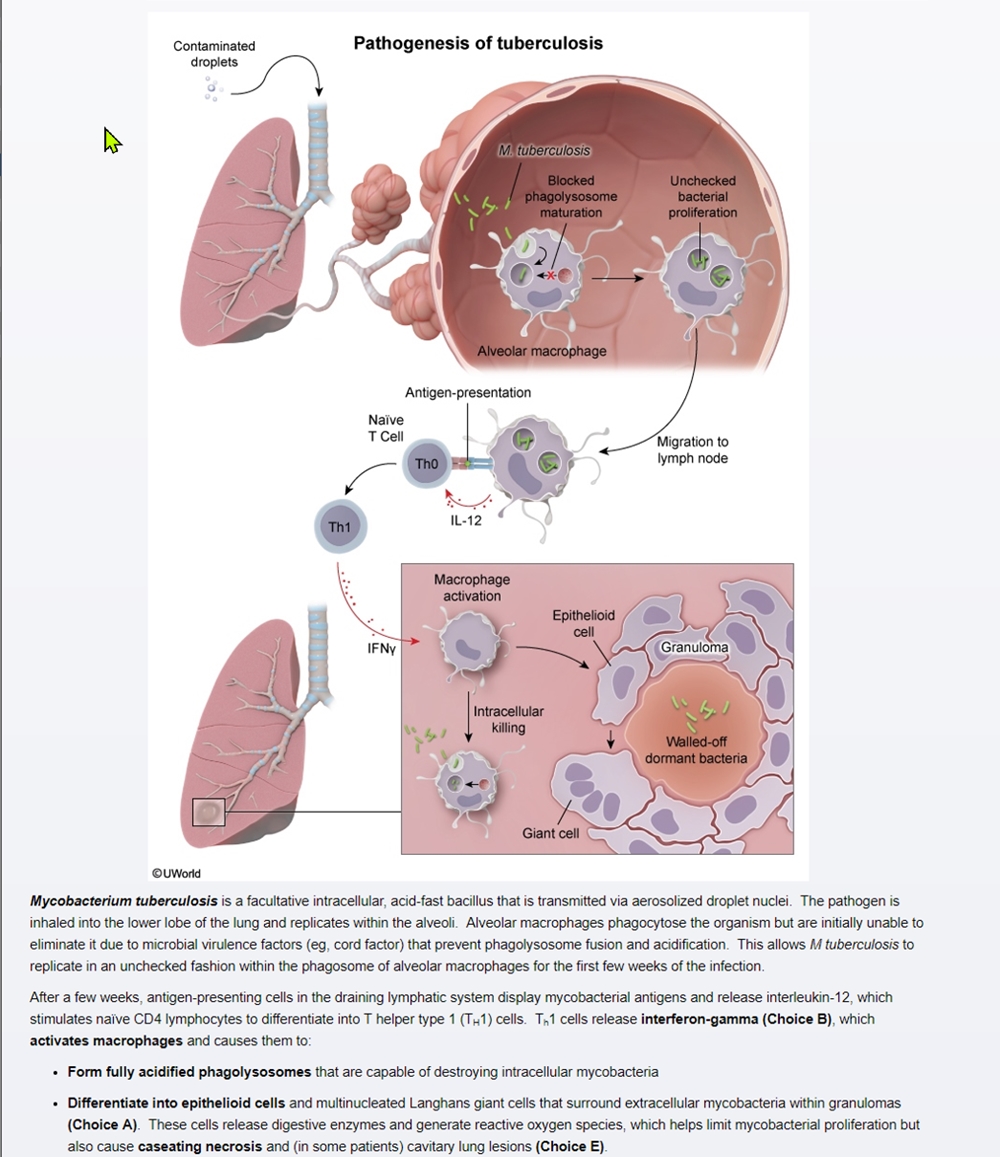 Pathogenesis of tuberculosis
Contaminated
droplets
M. tuberculosis
Blocked
phagolysosome
maturation
Unchecked
bacterial
proliferation
Alveolar macrophage
Antigen-presentation
Naïve
T Cell
Th0
Migration to
lymph node
IL-12
Th1
Macrophage
activation
IFNγ
Epithelioid
cell
Granuloma
Intracellular
killing
Walled-off
dormant bacteria
Giant cell
©UWorld
Mycobacterium tuberculosis is a facultative intracellular, acid-fast bacillus that is transmitted via aerosolized droplet nuclei. The pathogen is
inhaled into the lower lobe of the lung and replicates within the alveoli. Alveolar macrophages phagocytose the organism but are initially unable to
eliminate it due to microbial virulence factors (eg, cord factor) that prevent phagolysosome fusion and acidification. This allows M tuberculosis to
replicate in an unchecked fashion within the phagosome of alveolar macrophages for the first few weeks of the infection.
After a few weeks, antigen-presenting cells in the draining lymphatic system display mycobacterial antigens and release interleukin-12, which
stimulates naïve CD4 lymphocytes to differentiate into T helper type 1 (TH1) cells. Th1 cells release interferon-gamma (Choice B), which
activates macrophages and causes them to:
• Form fully acidified phagolysosomes that are capable of destroying intracellular mycobacteria
• Differentiate into epithelioid cells and multinucleated Langhans giant cells that surround extracellular mycobacteria within granulomas
(Choice A). These cells release digestive enzymes and generate reactive oxygen species, which helps limit mycobacterial proliferation but
also cause caseating necrosis and (in some patients) cavitary lung lesions (Choice E).